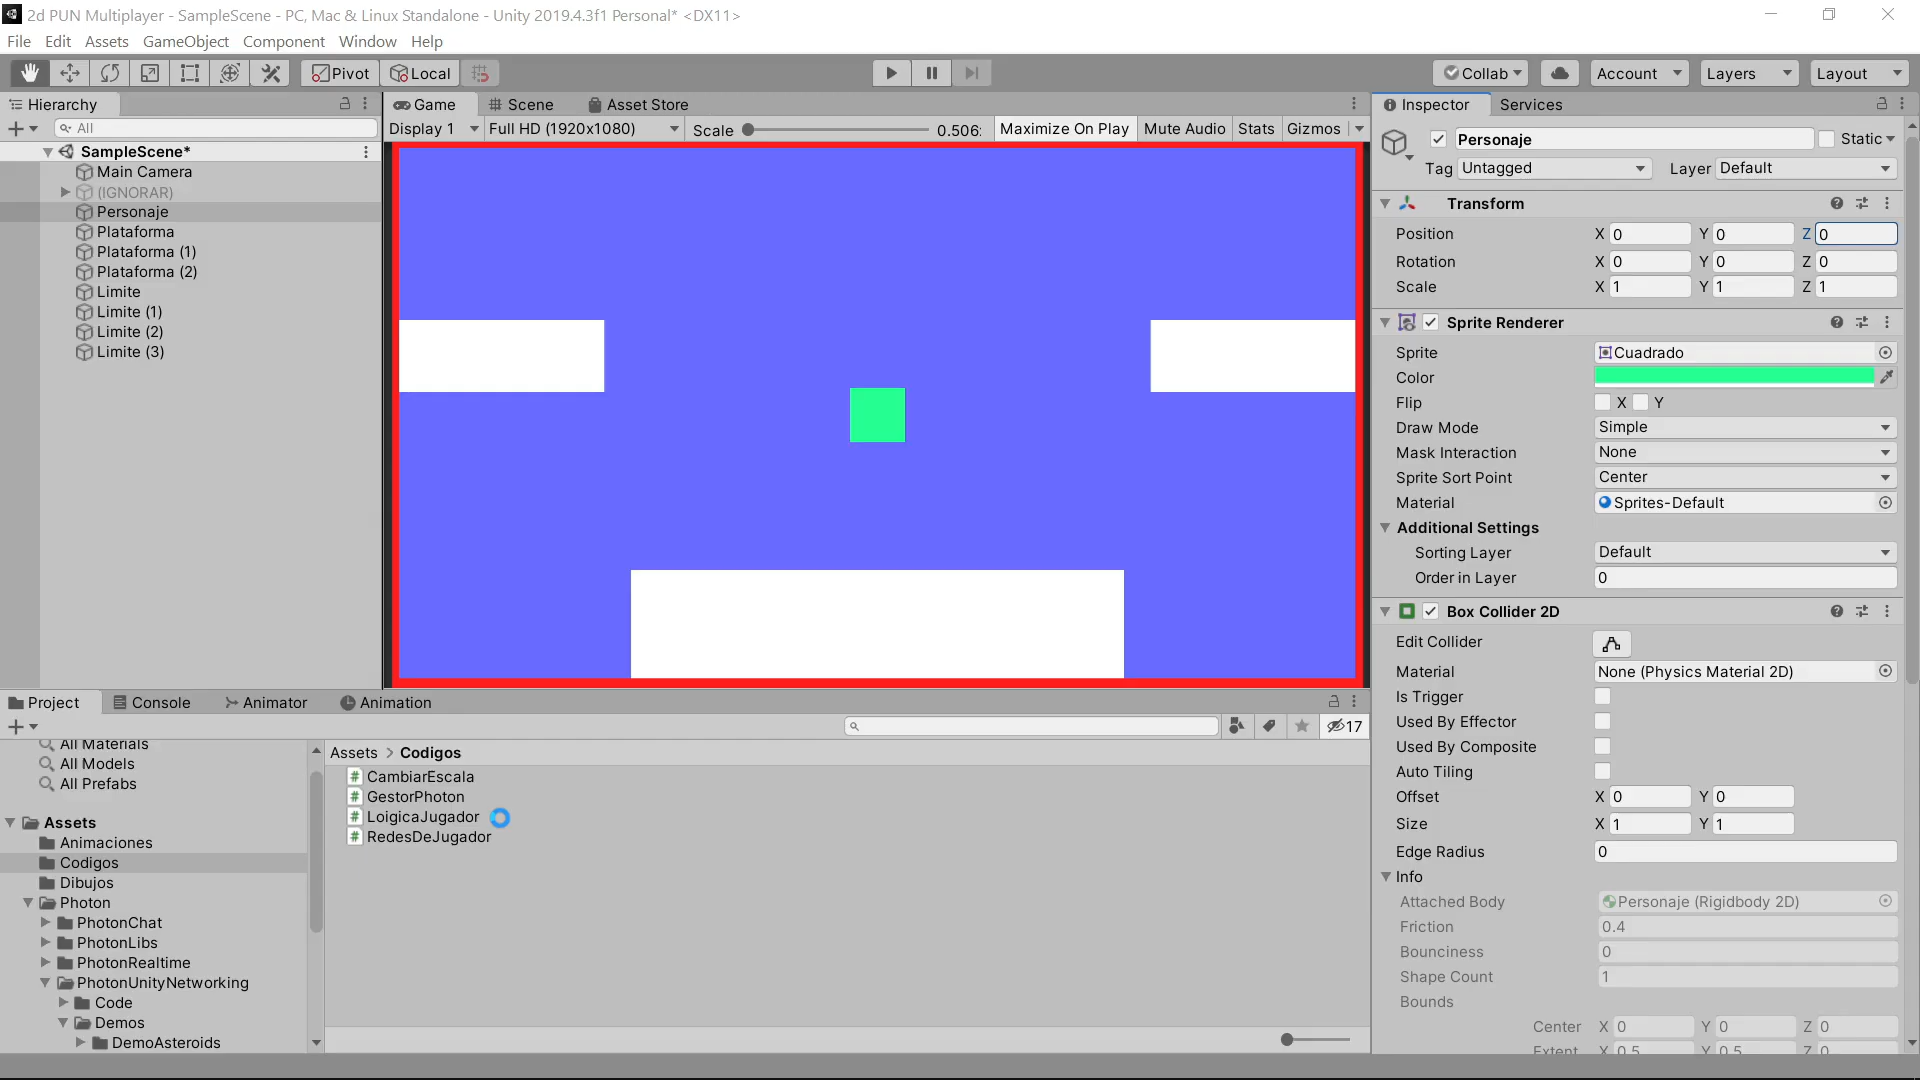 2d PUN Multiplayer - SampleScene - PC, Mac & Linux Standalone - Unity 2019.4.3f1 Personal* <DX11>
File Edit Assets GameObject Component Window Help
Pivot Local Collab Account Layers Layout
Hierarchy
All
SampleScene*
Main Camera
(IGNORAR)
Personaje
Plataforma
Plataforma (1)
Plataforma (2)
Limite
Limite (1)
Limite (2)
Limite (3)
Game Scene Asset Store
Display 1 Full HD (1920x1080) Scale 0.506: Maximize On Play Mute Audio Stats Gizmos
Inspector Services
Personaje Static
Tag Untagged Layer Default
Transform
Position X 0 Y 0 Z 0
Rotation X 0 Y 0 Z 0
Scale X 1 Y 1 Z 1
Sprite Renderer
Sprite Cuadrado
Color
Flip X Y
Draw Mode Simple
Mask Interaction None
Sprite Sort Point Center
Material Sprites-Default
Additional Settings
Sorting Layer Default
Order in Layer 0
Box Collider 2D
Edit Collider
Material None (Physics Material 2D)
Is Trigger
Used By Effector
Used By Composite
Auto Tiling
Offset X 0 Y 0
Size X 1 Y 1
Edge Radius 0
Info
Attached Body Personaje (Rigidbody 2D)
Friction 0.4
Bounciness 0
Shape Count 1
Bounds
Center X 0 Y 0 Z 0
Extent X 0.5 Y 0.5 Z 0
Project Console Animator Animation
17
All Materials
All Models
All Prefabs
Assets
Animaciones
Codigos
Dibujos
Photon
PhotonChat
PhotonLibs
PhotonRealtime
PhotonUnityNetworking
Code
Demos
DemoAsteroids
Assets > Codigos
# CambiarEscala
# GestorPhoton
# LoigicaJugador
# RedesDeJugador